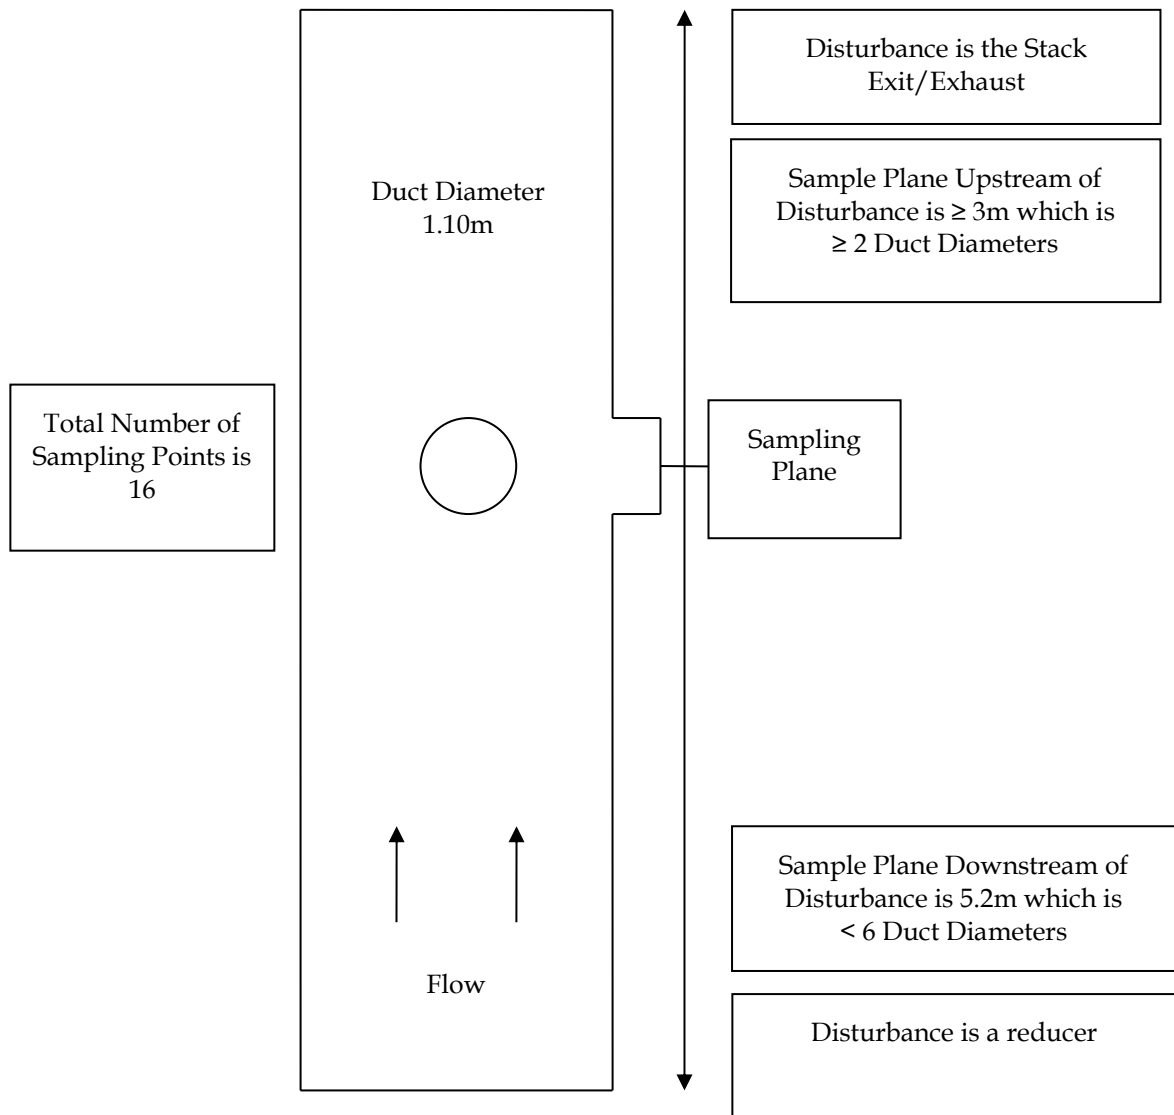 Disturbance is the Stack
Exit/Exhaust
Sample Plane Upstream of
Disturbance is ≥ 3m which is
≥ 2 Duct Diameters
Duct Diameter
1.10m
Total Number of
Sampling Points is
16
Sampling
Plane
Sample Plane Downstream of
Disturbance is 5.2m which is
< 6 Duct Diameters
Flow
Disturbance is a reducer